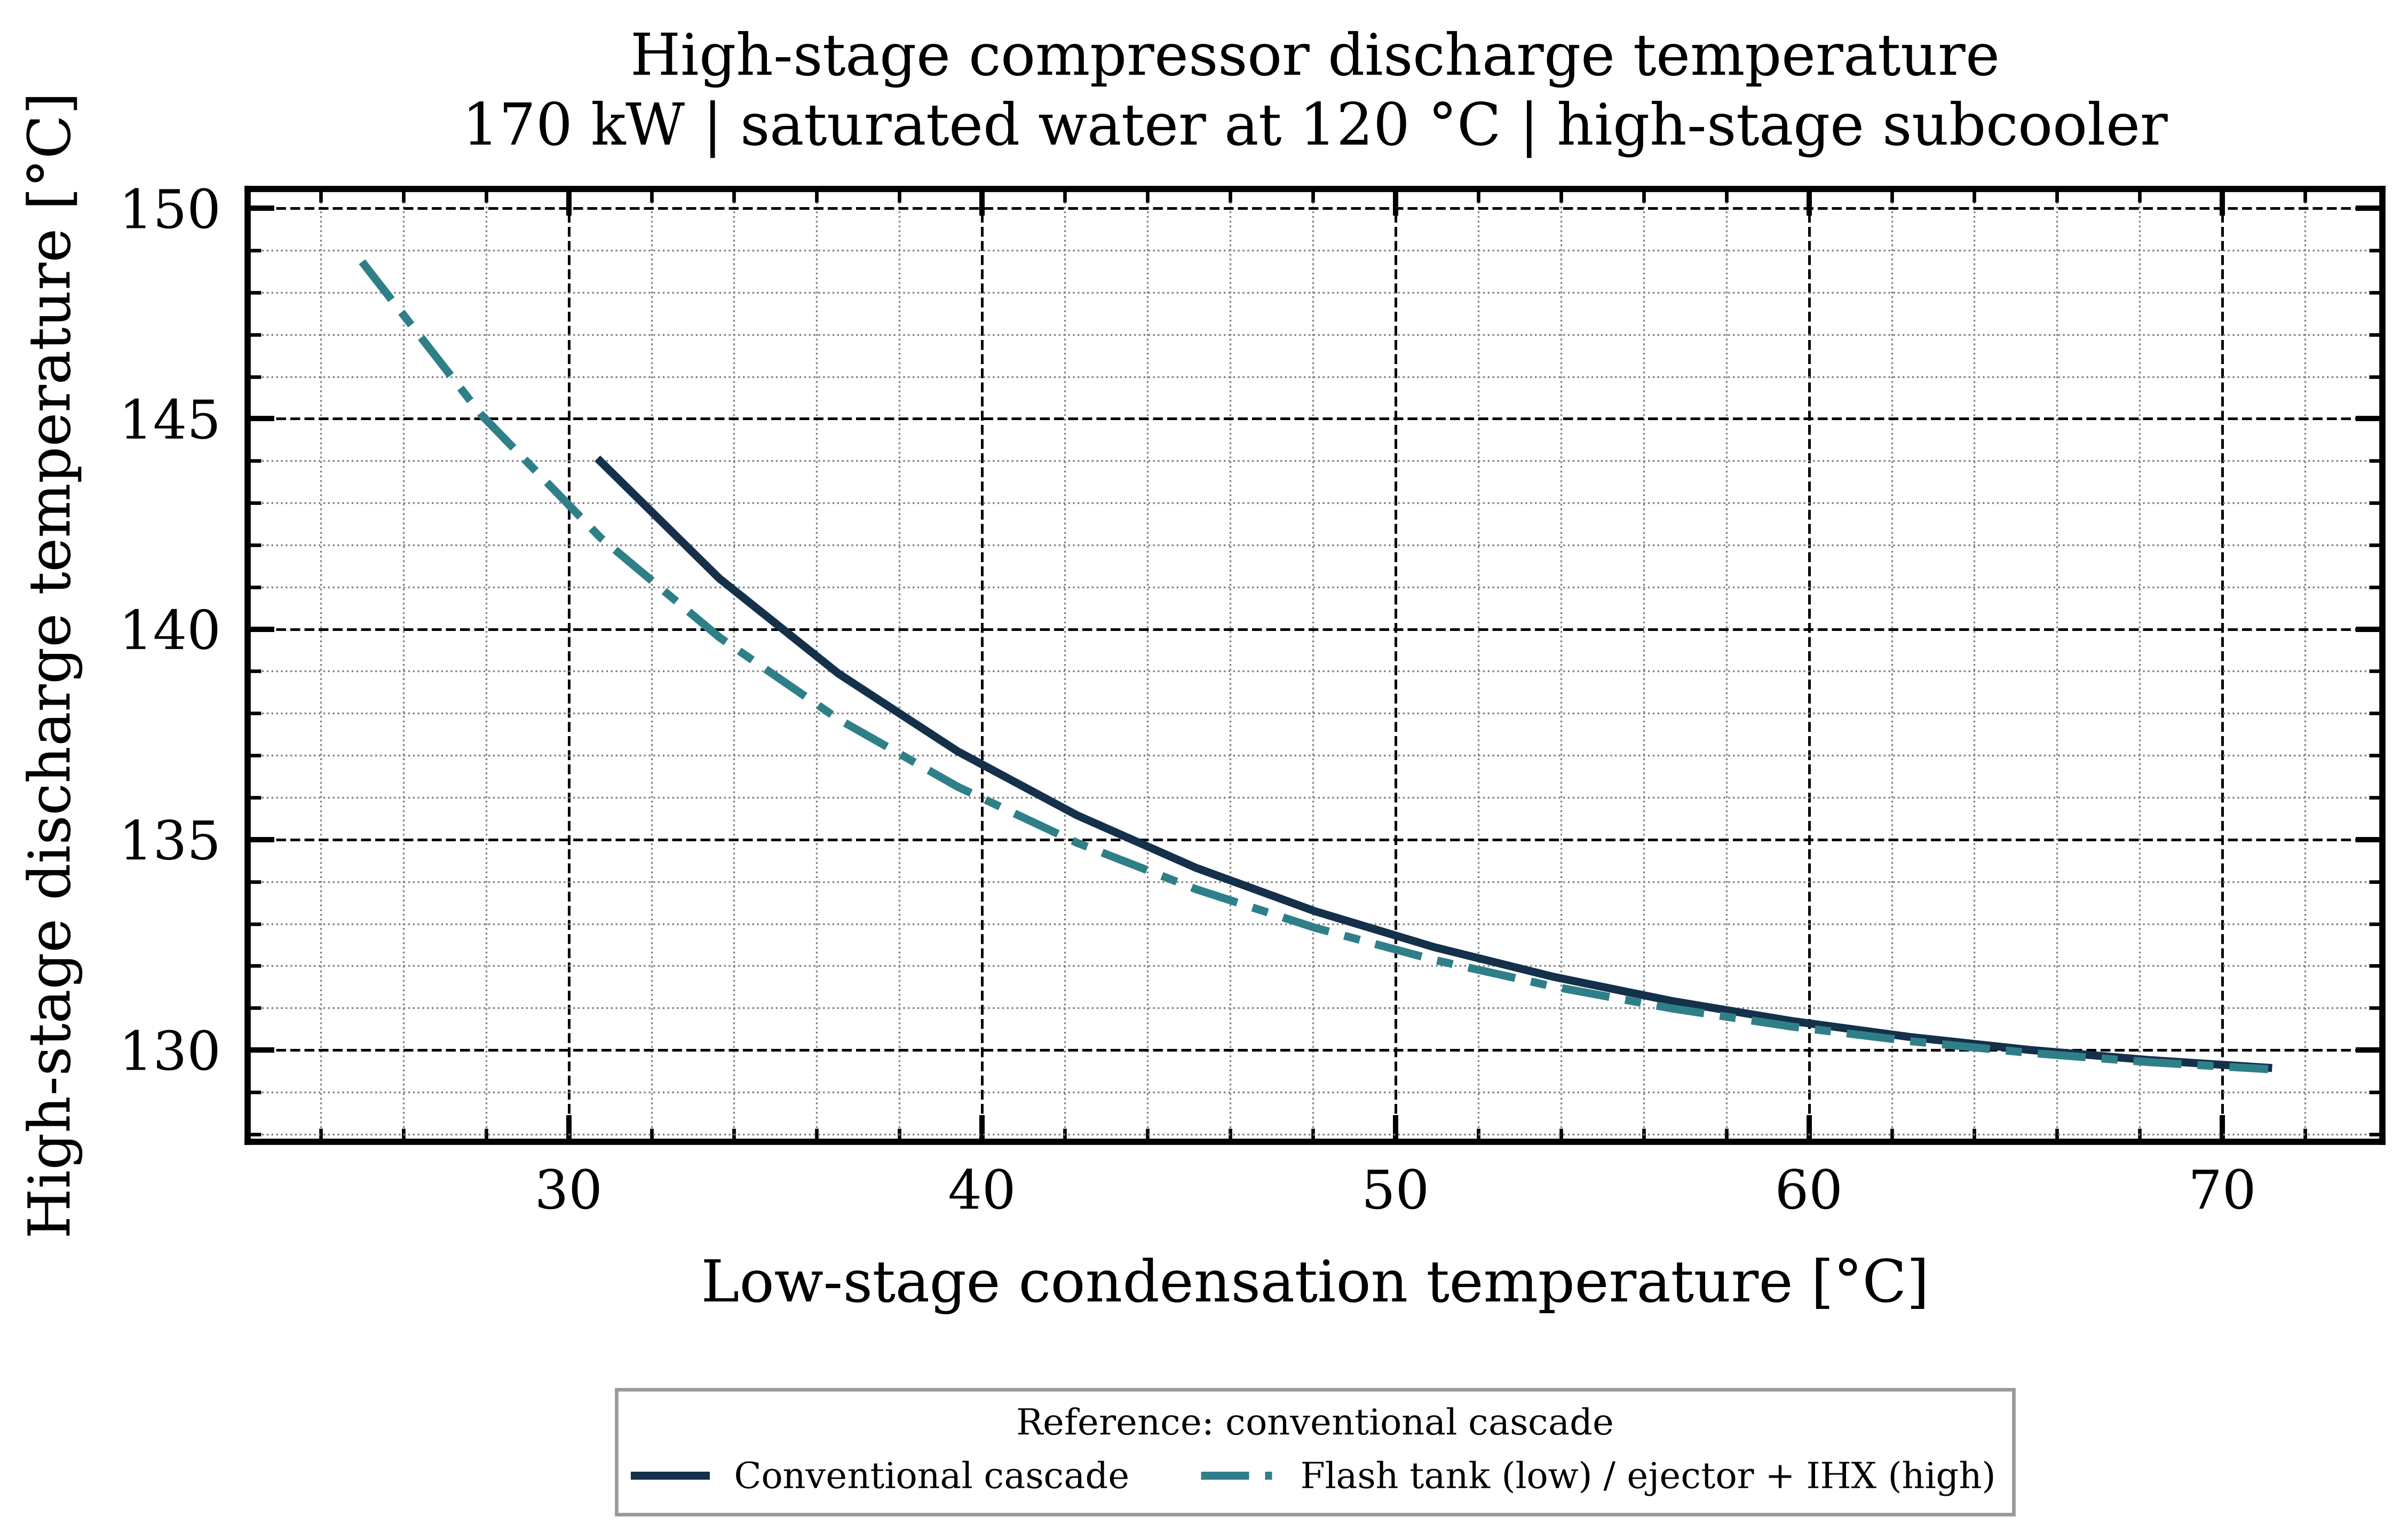 High-stage compressor discharge temperature
170 kW | saturated water at 120 °C | high-stage subcooler
High-stage discharge temperature [°C]
150
145
140
135
130
30 40 50 60 70
Low-stage condensation temperature [°C]
Reference: conventional cascade
Conventional cascade Flash tank (low) / ejector + IHX (high)